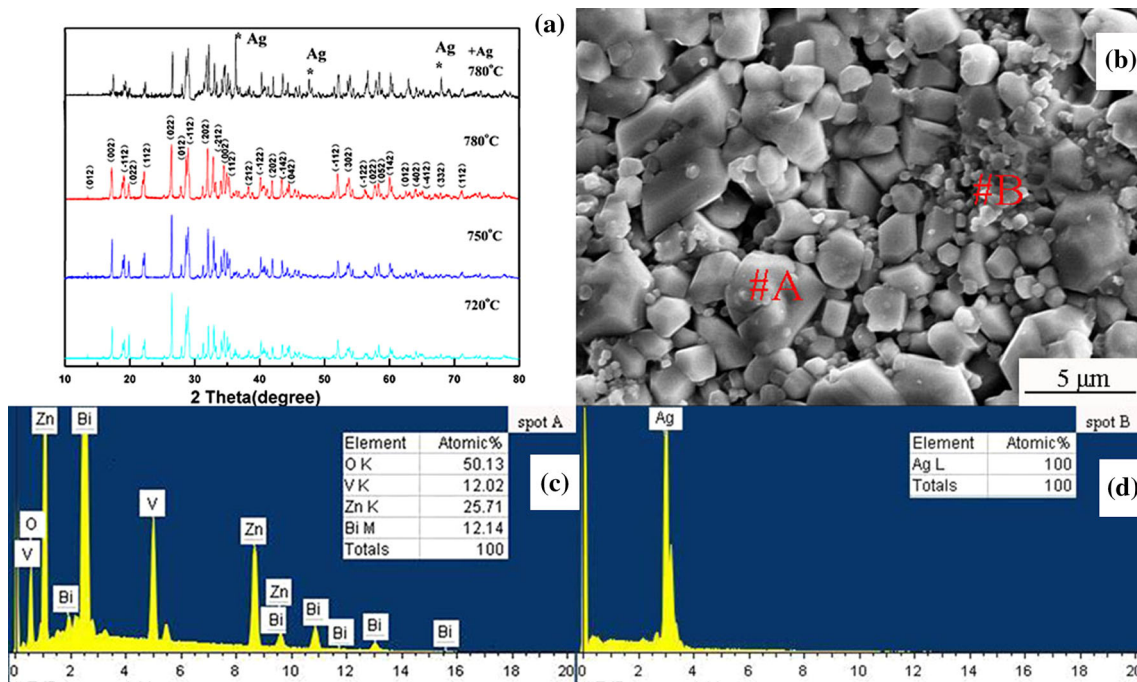 (a)
Ag
Ag
Ag
+Ag
780°C
780°C
(012)
(002)
(-112)
(022)
(112)
(022)
(012)
(-112)
(202)
(-212)
(002)
(112)
(212)
(-122)
(202)
(-142)
(042)
(-302)
(-122)
(022)
(052)
(142)
(012)
(402)
(-412)
(-332)
(112)
750°C
720°C
10 20 30 40 50 60 70 80
2 Theta(degree)
(b)
#B
#A
5 µm
spot A
Zn
Bi
Element Atomic%
O K 50.13
V K 12.02
Zn K 25.71
Bi M 12.14
Totals 100
(c)
O
V
Bi
V
Zn
Zn
Bi
Bi
Bi
Bi
Bi
0 2 4 6 8 10 12 14 16 18 20
spot B
Ag
Element Atomic%
Ag L 100
Totals 100
(d)
0 2 4 6 8 10 12 14 16 18 20